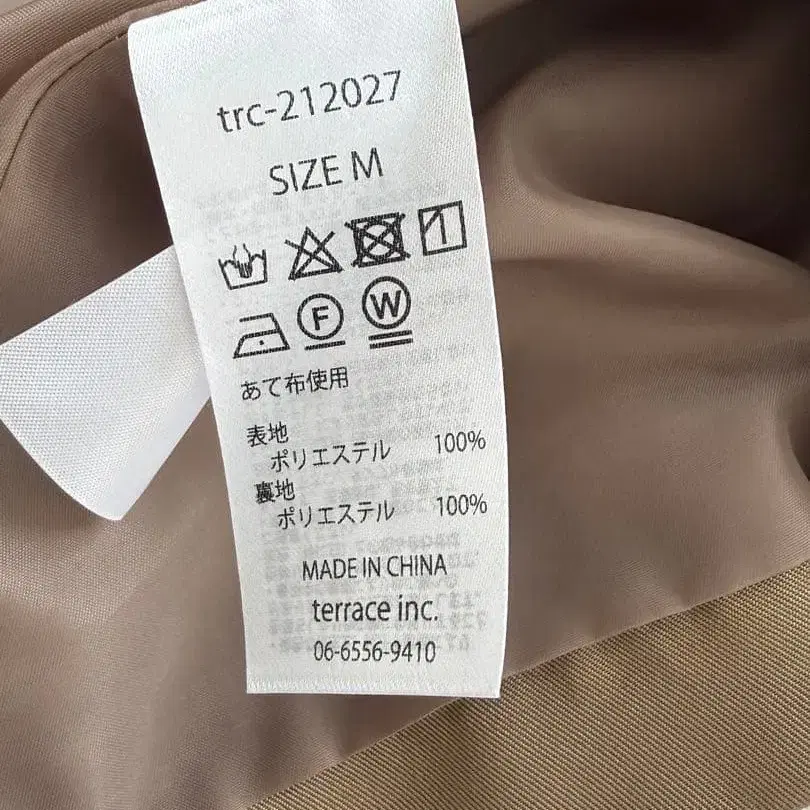 trc-212027
SIZE M
F W
あて布使用
表地
ポリエステル 100%
裏地
ポリエステル 100%
MADE IN CHINA
terrace inc.
06-6556-9410